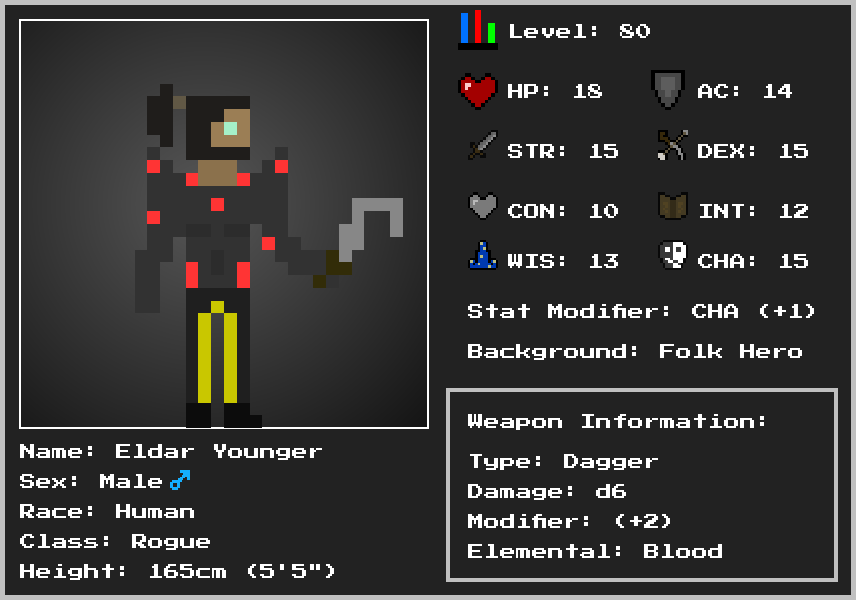 Level: 80
HP: 18 AC: 14
STR: 15 DEX: 15
CON: 10 INT: 12
WIS: 13 CHA: 15
Stat Modifier: CHA (+1)
Background: Folk Hero
Weapon Information:
Type: Dagger
Damage: d6
Modifier: (+2)
Elemental: Blood
Name: Eldar Younger
Sex: Male ♂
Race: Human
Class: Rogue
Height: 165cm (5'5")